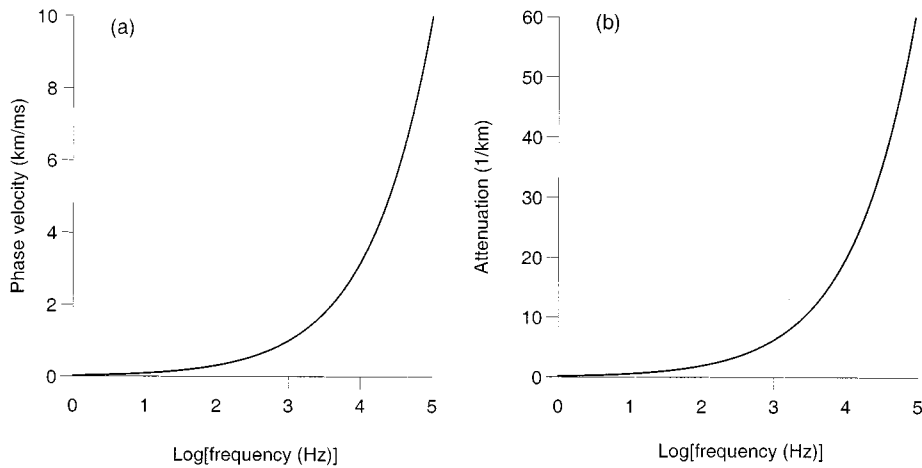 (a)
10
8
6
4
2
0
Phase velocity (km/ms)
0 1 2 3 4 5
Log[frequency (Hz)]
(b)
60
50
40
30
20
10
0
Attenuation (1/km)
0 1 2 3 4 5
Log[frequency (Hz)]